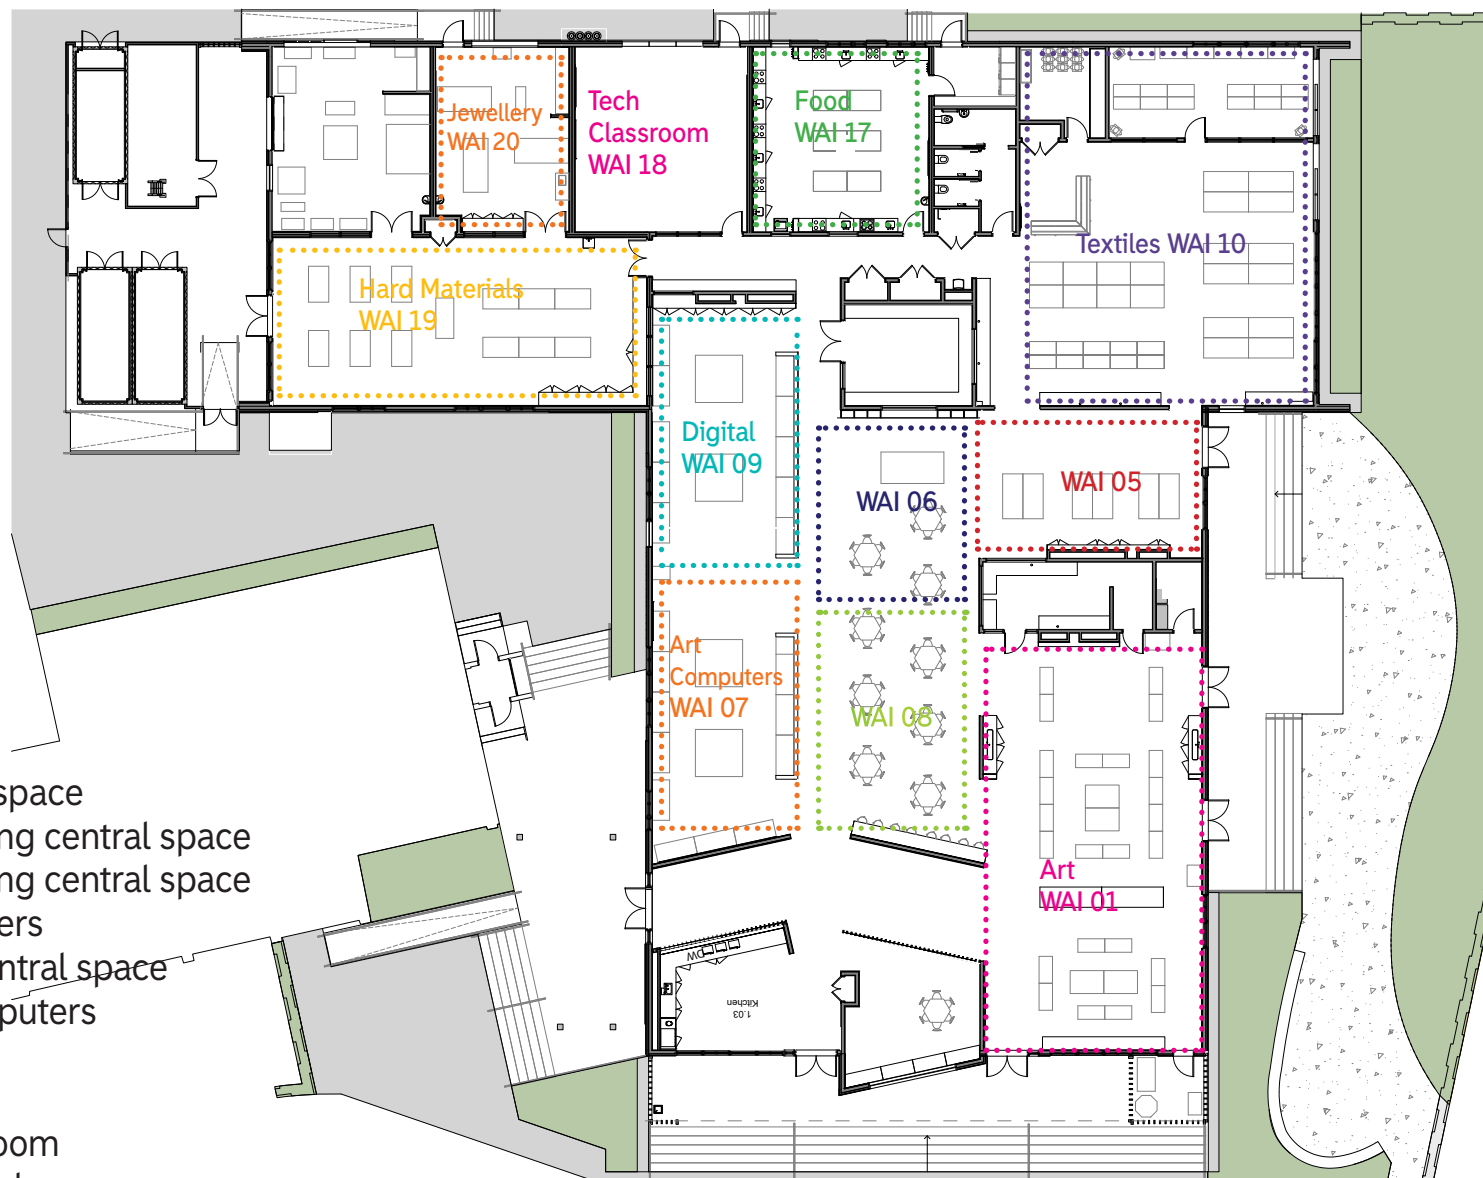 Jewellery
WAI 20
Tech
Classroom
WAI 18
Food
WAI 17
Textiles WAI 10
Hard Materials
WAI 19
Digital
WAI 09
WAI 06
WAI 05
Art
Computers
WAI 07
WAI 08
Art
WAI 01
DW
1.03
Kitchen
space
ng central space
ng central space
ers
ntral space
puters
oom